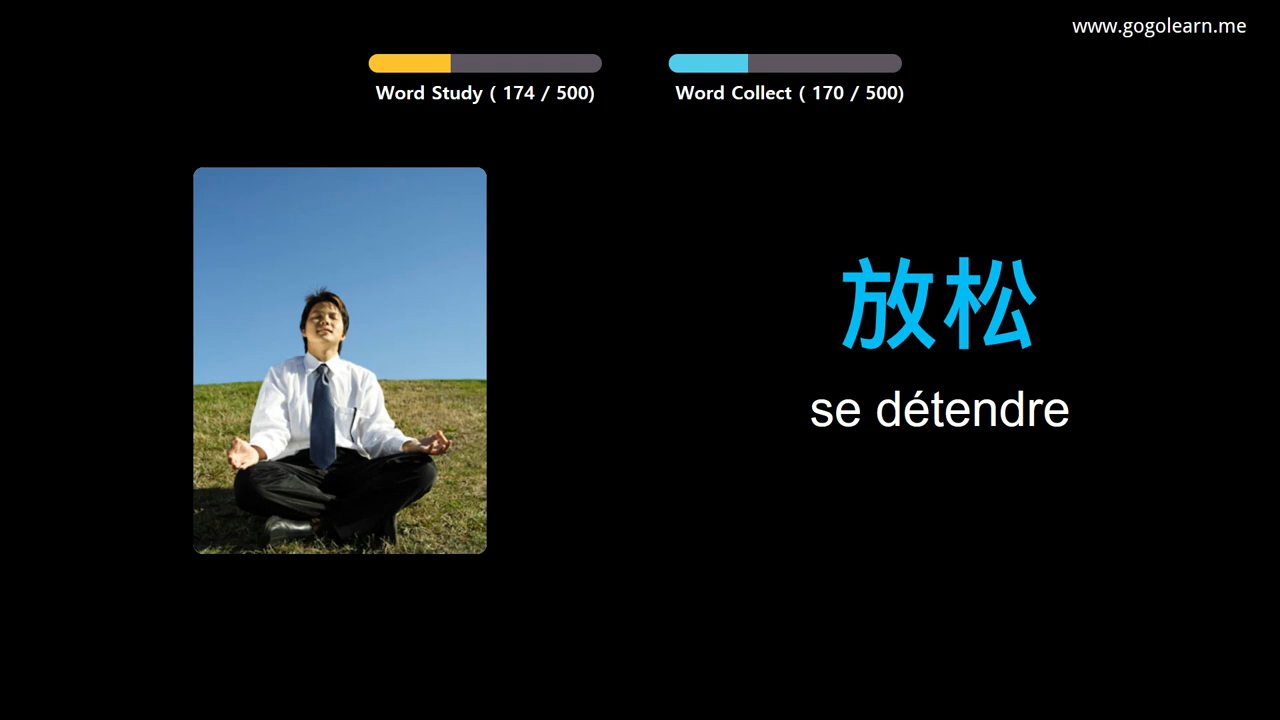 www.gogolearn.me
Word Study ( 174 / 500)
Word Collect ( 170 / 500)
放松
se détendre